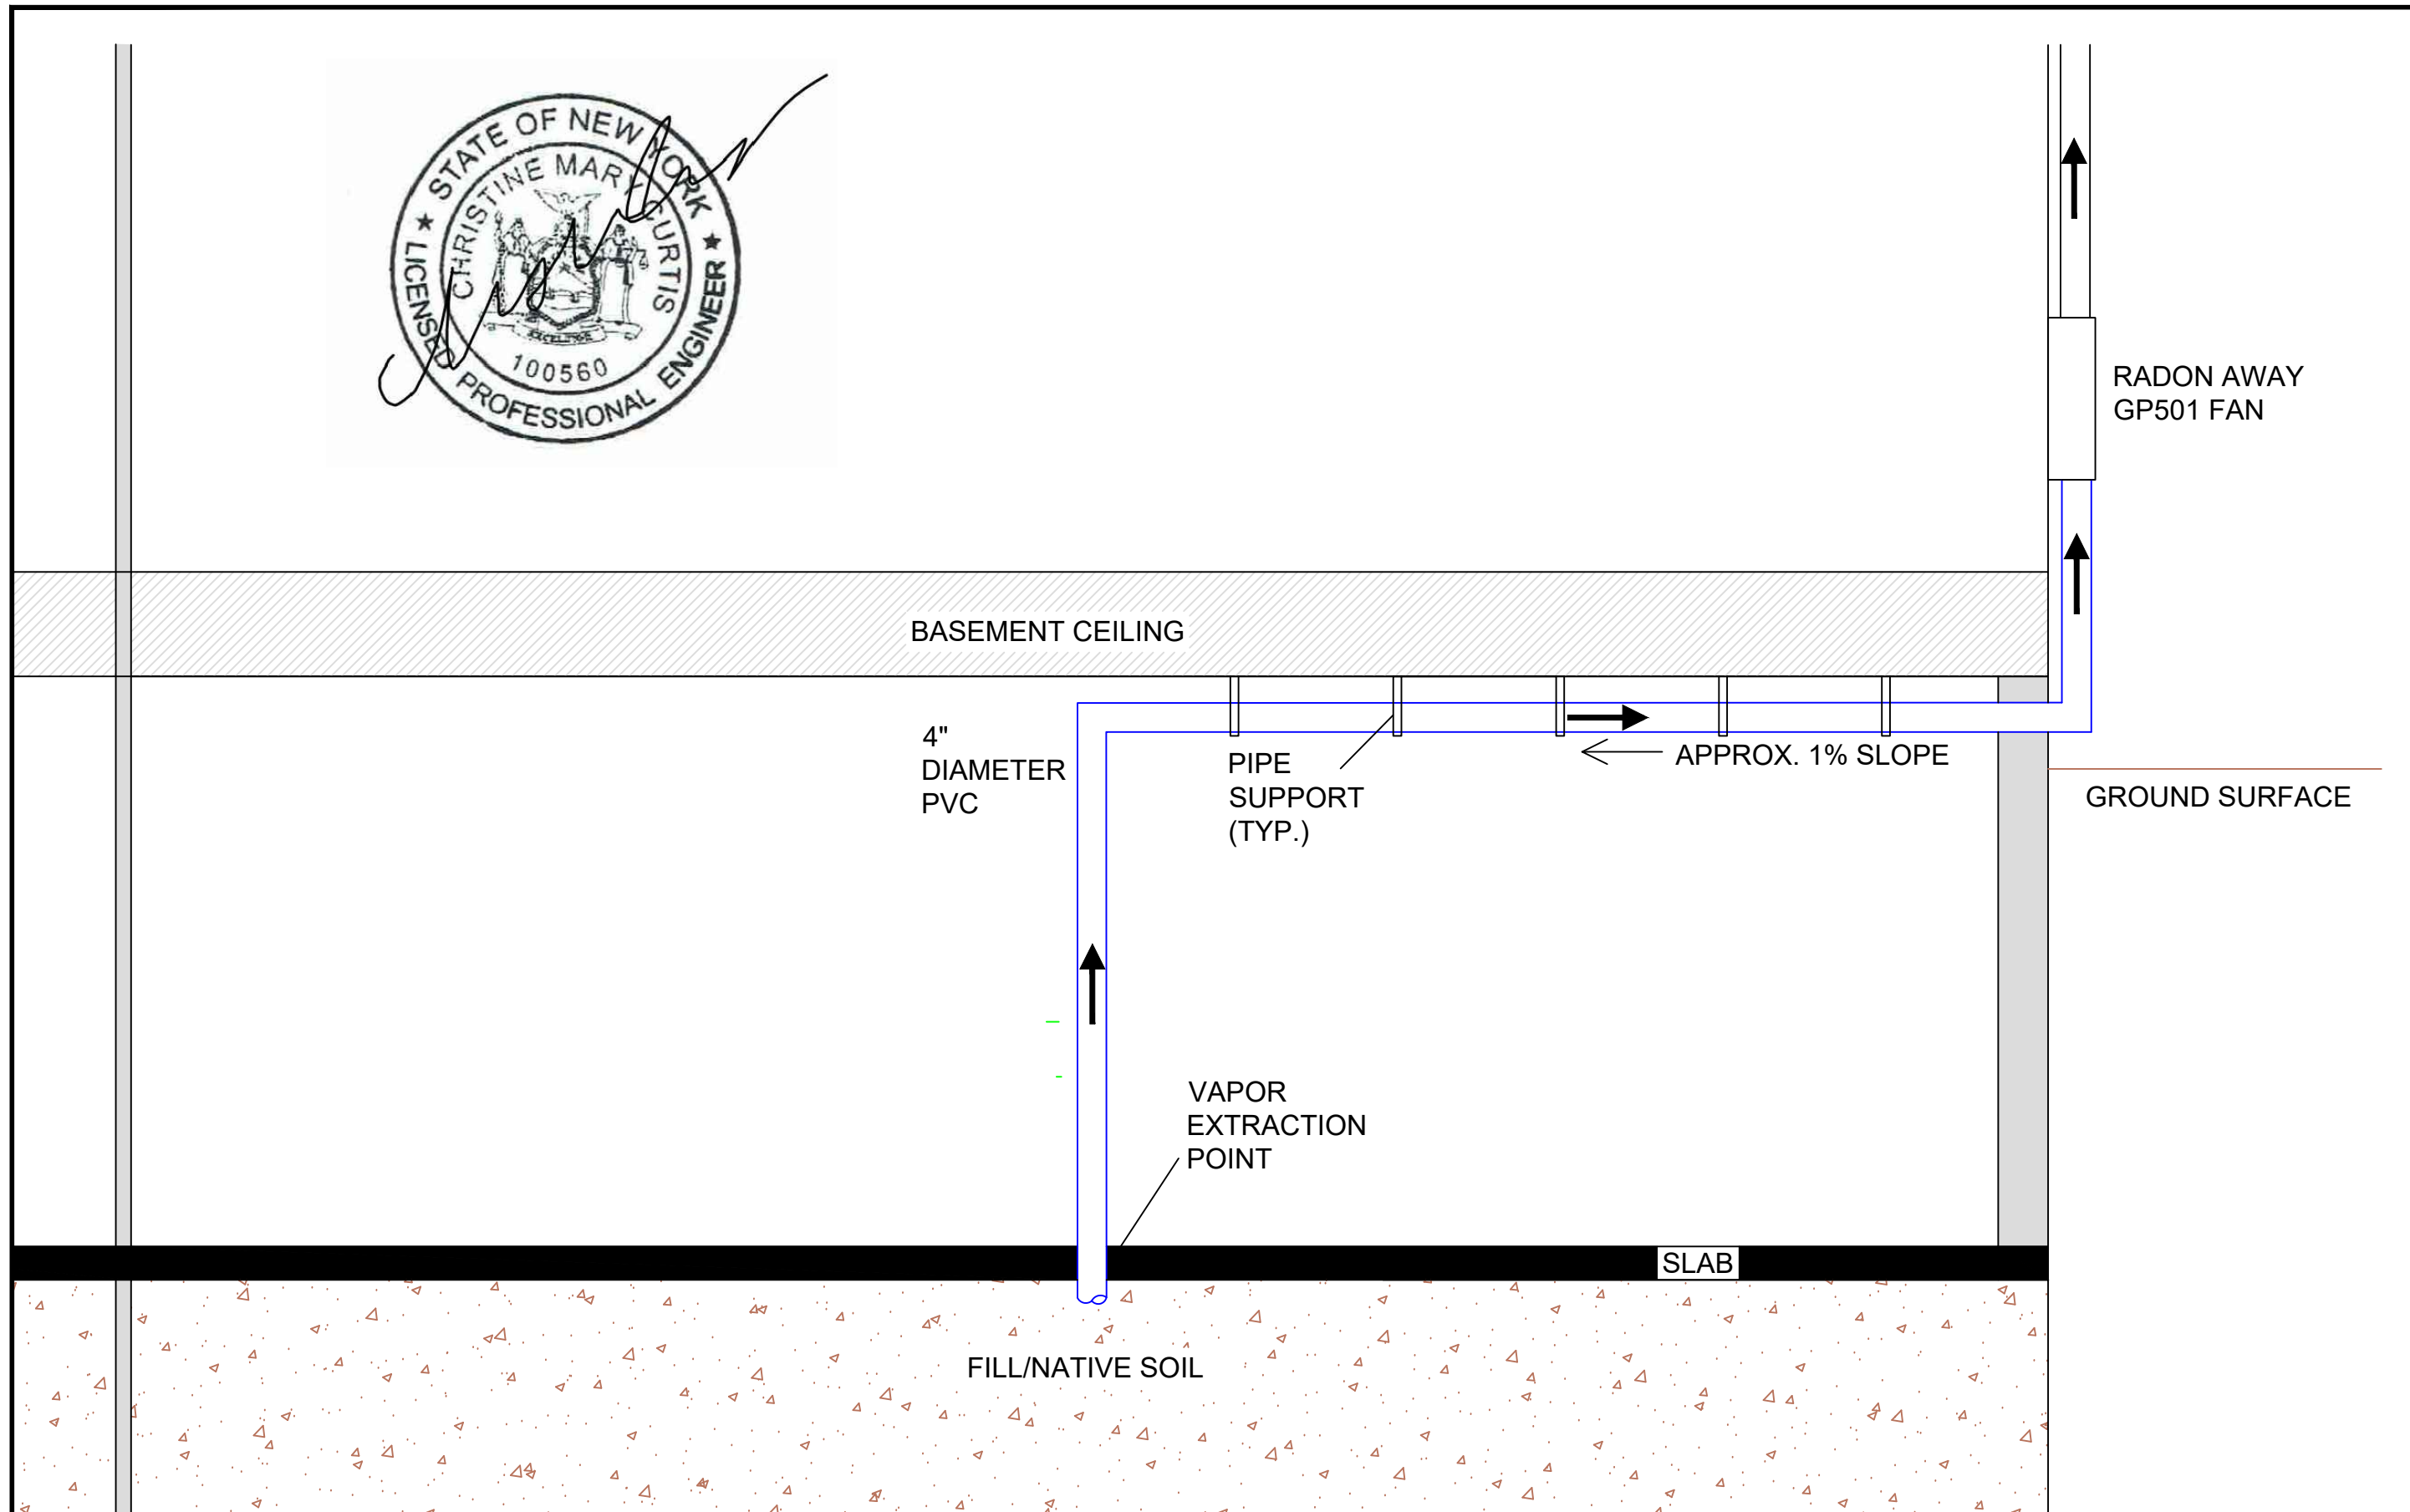 STATE OF NEW YORK
CHRISTINE MARY CURTIS
100560
LICENSED PROFESSIONAL ENGINEER
RADON AWAY
GP501 FAN
BASEMENT CEILING
4"
DIAMETER
PVC
PIPE
SUPPORT
(TYP.)
APPROX. 1% SLOPE
GROUND SURFACE
VAPOR
EXTRACTION
POINT
SLAB
FILL/NATIVE SOIL